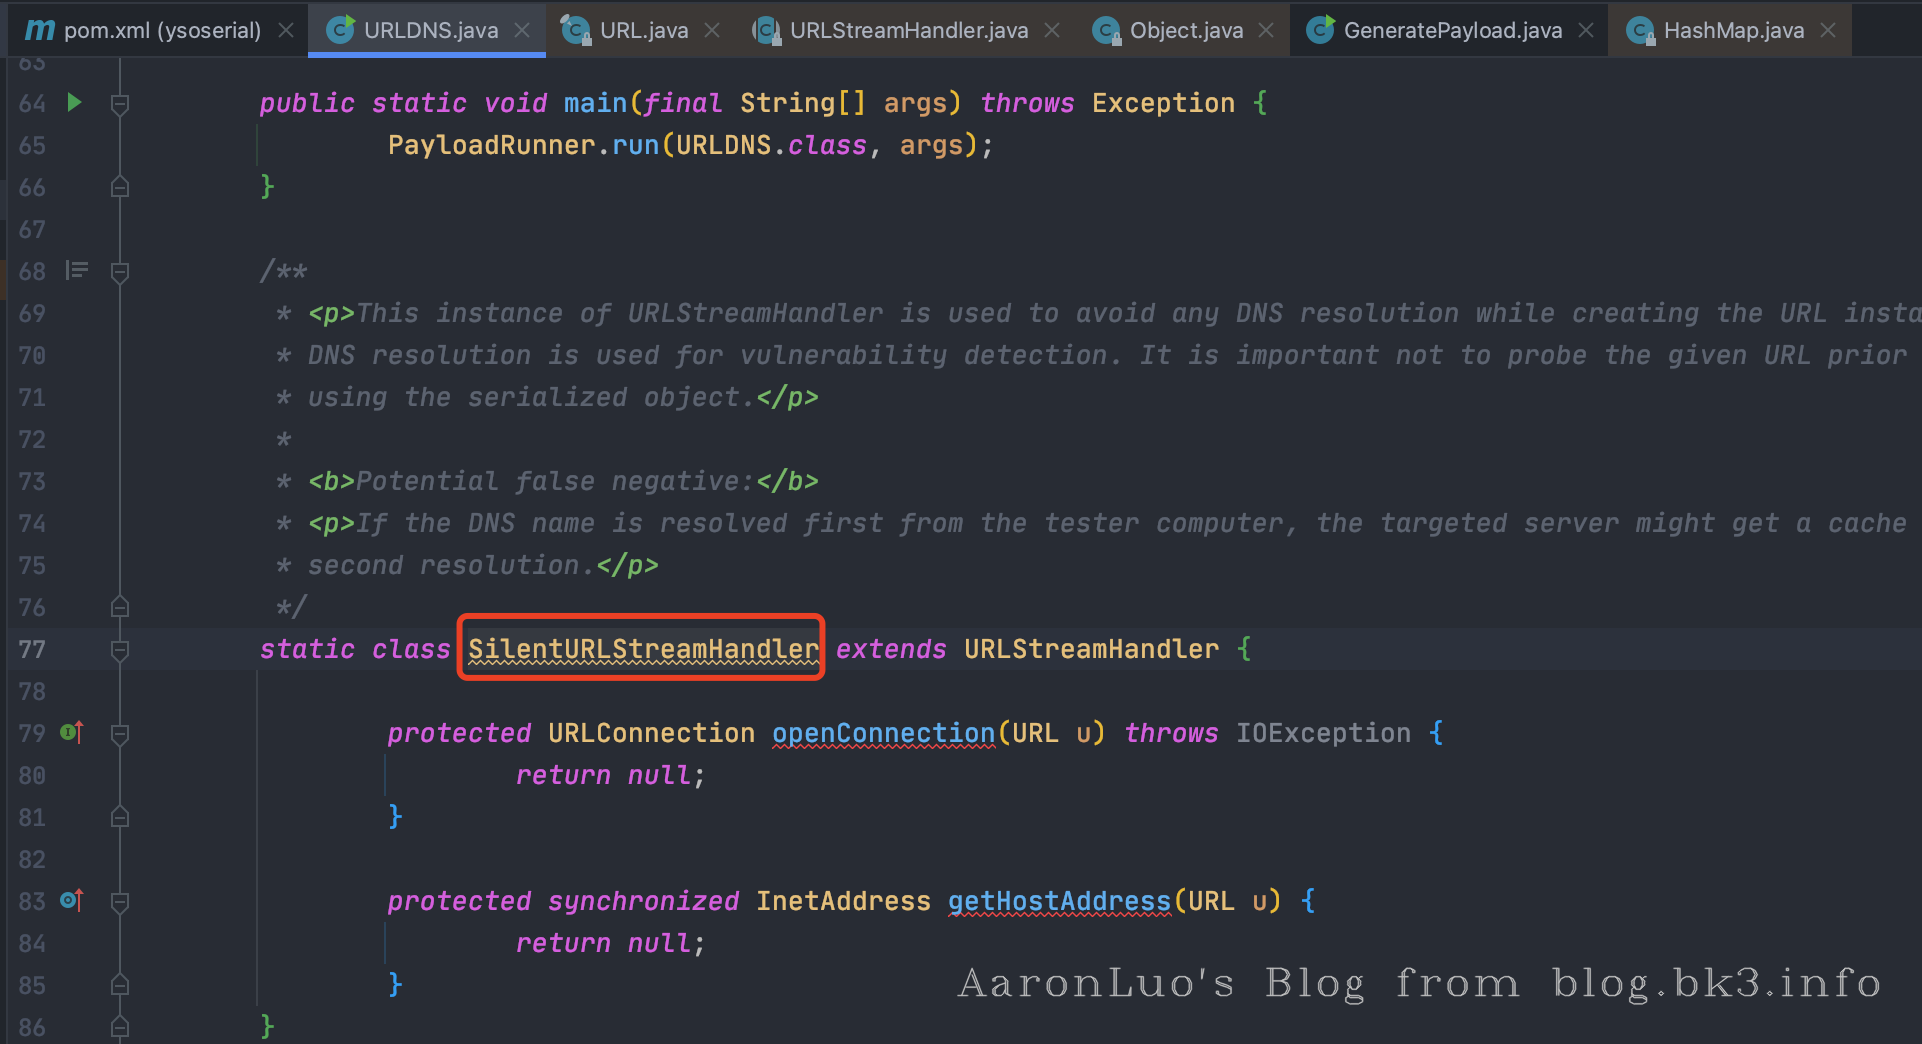 pom.xml (ysoserial) URLDNS.java URL.java URLStreamHandler.java Object.java GeneratePayload.java HashMap.java
63
64 public static void main(final String[] args) throws Exception {
65 PayloadRunner.run(URLDNS.class, args);
66 }
67
68 /**
69 * <p>This instance of URLStreamHandler is used to avoid any DNS resolution while creating the URL insta
70 * DNS resolution is used for vulnerability detection. It is important not to probe the given URL prior
71 * using the serialized object.</p>
72 *
73 * <b>Potential false negative:</b>
74 * <p>If the DNS name is resolved first from the tester computer, the targeted server might get a cache
75 * second resolution.</p>
76 */
77 static class SilentURLStreamHandler extends URLStreamHandler {
78
79 protected URLConnection openConnection(URL u) throws IOException {
80 return null;
81 }
82
83 protected synchronized InetAddress getHostAddress(URL u) {
84 return null;
85 }
86 }
AaronLuo's Blog from blog.bk3.info